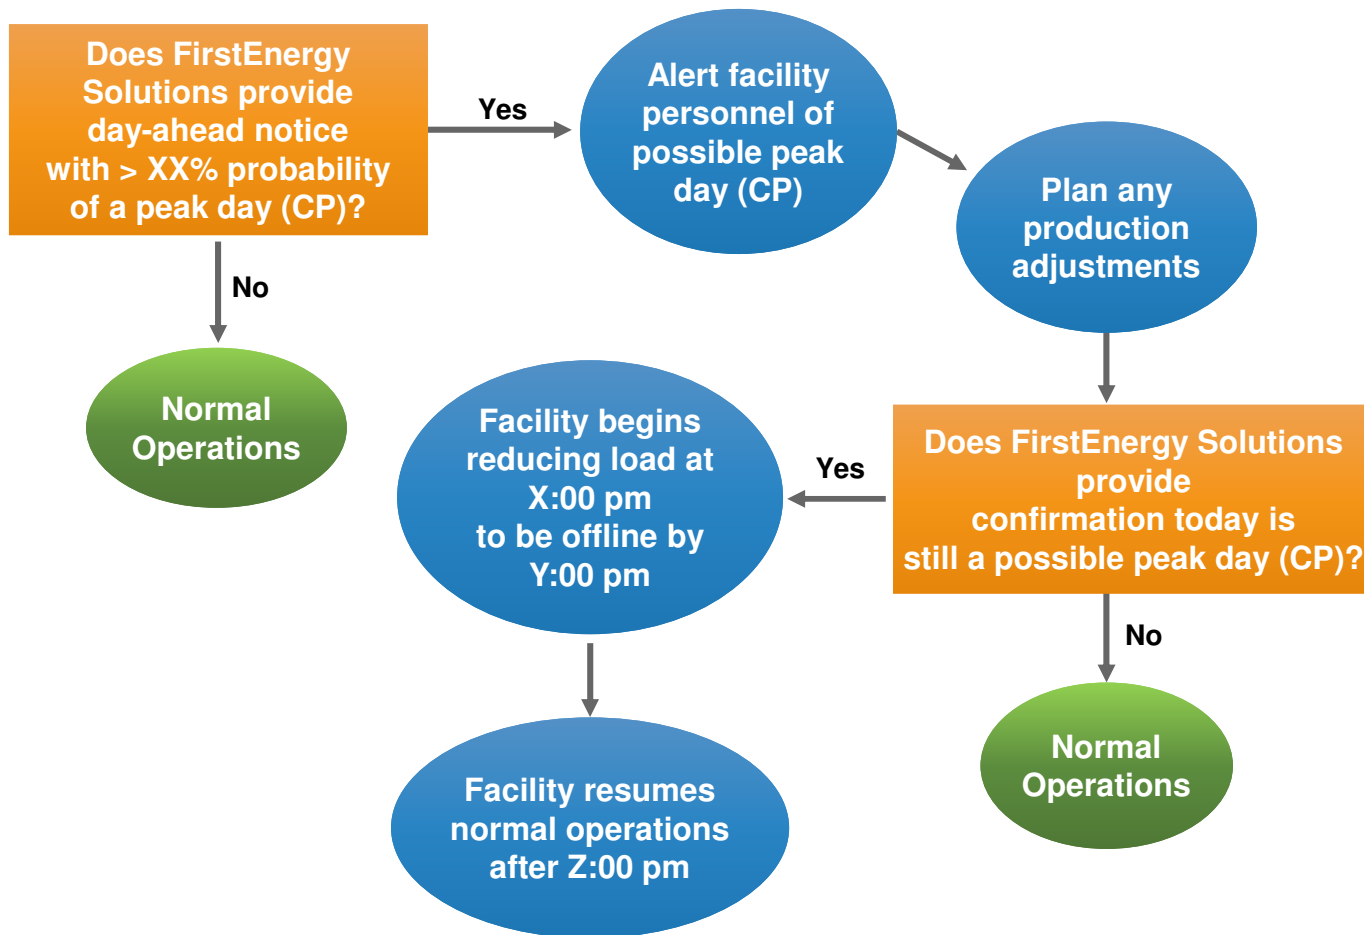 Does FirstEnergy
Solutions provide
day-ahead notice
with > XX% probability
of a peak day (CP)?
Yes
Alert facility
personnel of
possible peak
day (CP)
Plan any
production
adjustments
No
Normal
Operations
Facility begins
reducing load at
X:00 pm
to be offline by
Y:00 pm
Yes
Does FirstEnergy Solutions
provide
confirmation today is
still a possible peak day (CP)?
No
Normal
Operations
Facility resumes
normal operations
after Z:00 pm